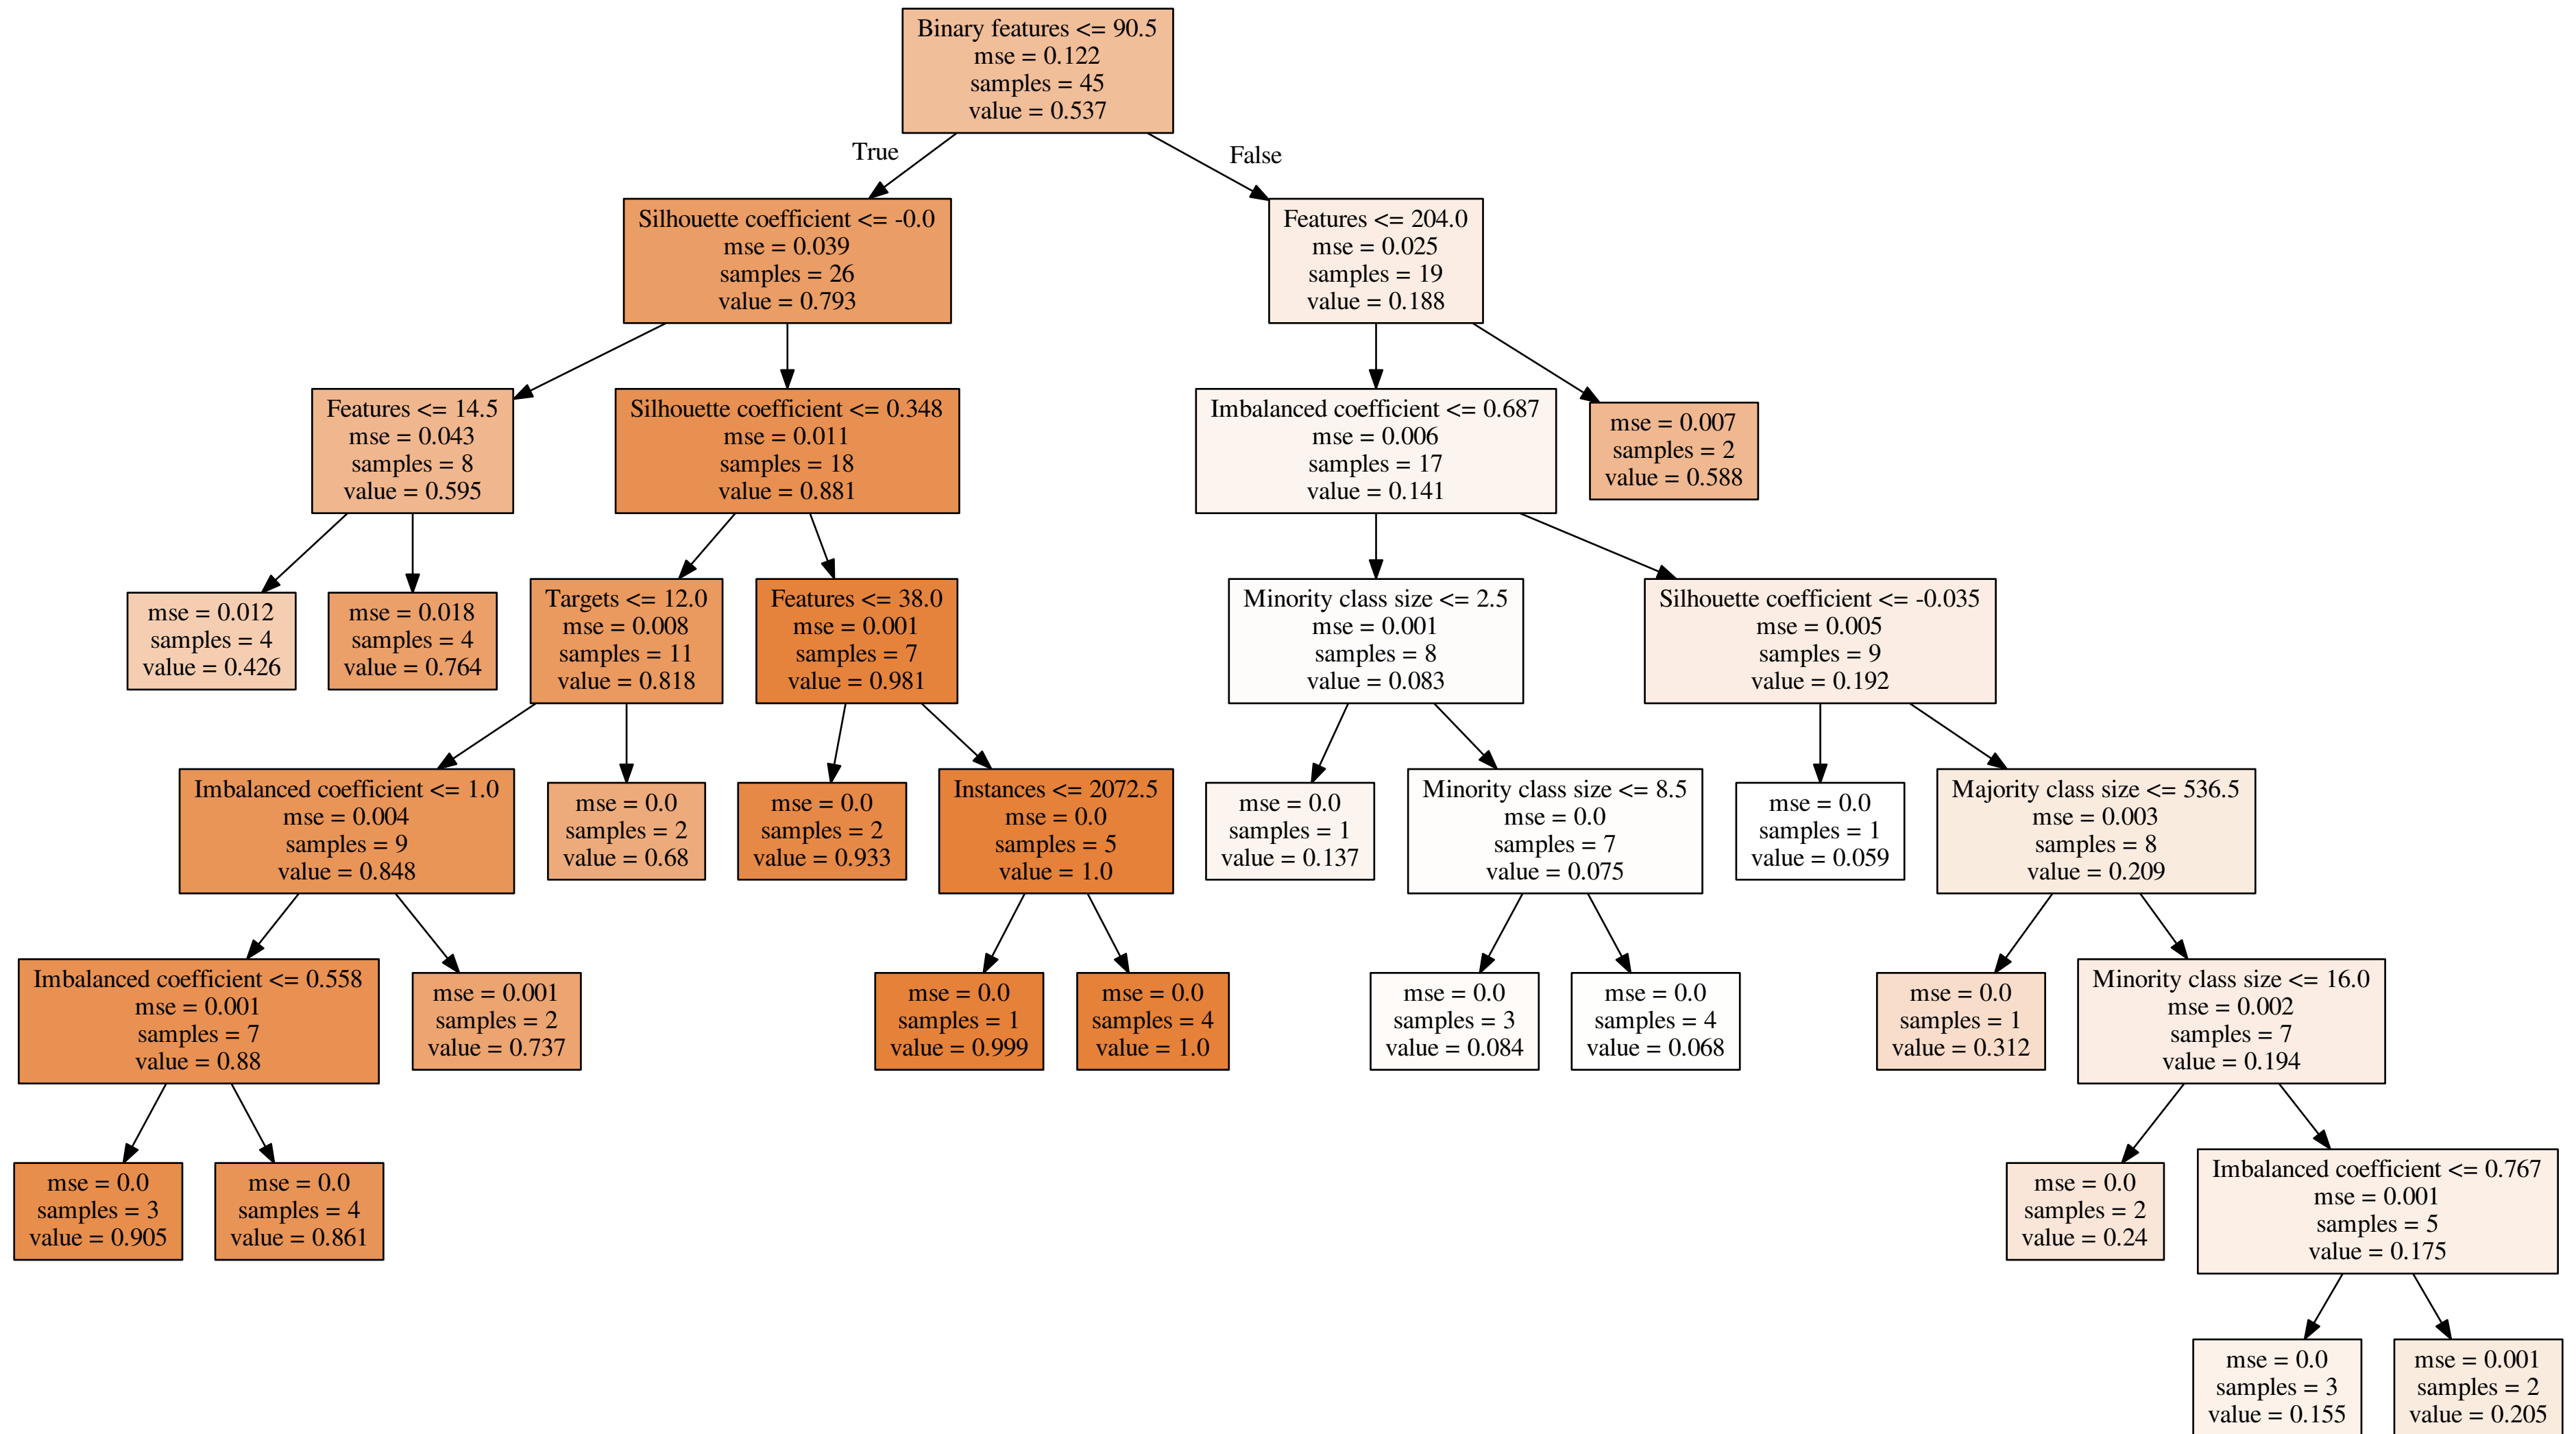 Binary features <= 90.5
mse = 0.122
samples = 45
value = 0.537
True
False
Silhouette coefficient <= -0.0
mse = 0.039
samples = 26
value = 0.793
Features <= 204.0
mse = 0.025
samples = 19
value = 0.188
Features <= 14.5
mse = 0.043
samples = 8
value = 0.595
Silhouette coefficient <= 0.348
mse = 0.011
samples = 18
value = 0.881
Imbalanced coefficient <= 0.687
mse = 0.006
samples = 17
value = 0.141
mse = 0.007
samples = 2
value = 0.588
mse = 0.012
samples = 4
value = 0.426
mse = 0.018
samples = 4
value = 0.764
Targets <= 12.0
mse = 0.008
samples = 11
value = 0.818
Features <= 38.0
mse = 0.001
samples = 7
value = 0.981
Minority class size <= 2.5
mse = 0.001
samples = 8
value = 0.083
Silhouette coefficient <= -0.035
mse = 0.005
samples = 9
value = 0.192
Imbalanced coefficient <= 1.0
mse = 0.004
samples = 9
value = 0.848
mse = 0.0
samples = 2
value = 0.68
mse = 0.0
samples = 2
value = 0.933
Instances <= 2072.5
mse = 0.0
samples = 5
value = 1.0
mse = 0.0
samples = 1
value = 0.137
Minority class size <= 8.5
mse = 0.0
samples = 7
value = 0.075
mse = 0.0
samples = 1
value = 0.059
Majority class size <= 536.5
mse = 0.003
samples = 8
value = 0.209
Imbalanced coefficient <= 0.558
mse = 0.001
samples = 7
value = 0.88
mse = 0.001
samples = 2
value = 0.737
mse = 0.0
samples = 1
value = 0.999
mse = 0.0
samples = 4
value = 1.0
mse = 0.0
samples = 3
value = 0.084
mse = 0.0
samples = 4
value = 0.068
mse = 0.0
samples = 1
value = 0.312
Minority class size <= 16.0
mse = 0.002
samples = 7
value = 0.194
mse = 0.0
samples = 3
value = 0.905
mse = 0.0
samples = 4
value = 0.861
mse = 0.0
samples = 2
value = 0.24
Imbalanced coefficient <= 0.767
mse = 0.001
samples = 5
value = 0.175
mse = 0.0
samples = 3
value = 0.155
mse = 0.001
samples = 2
value = 0.205